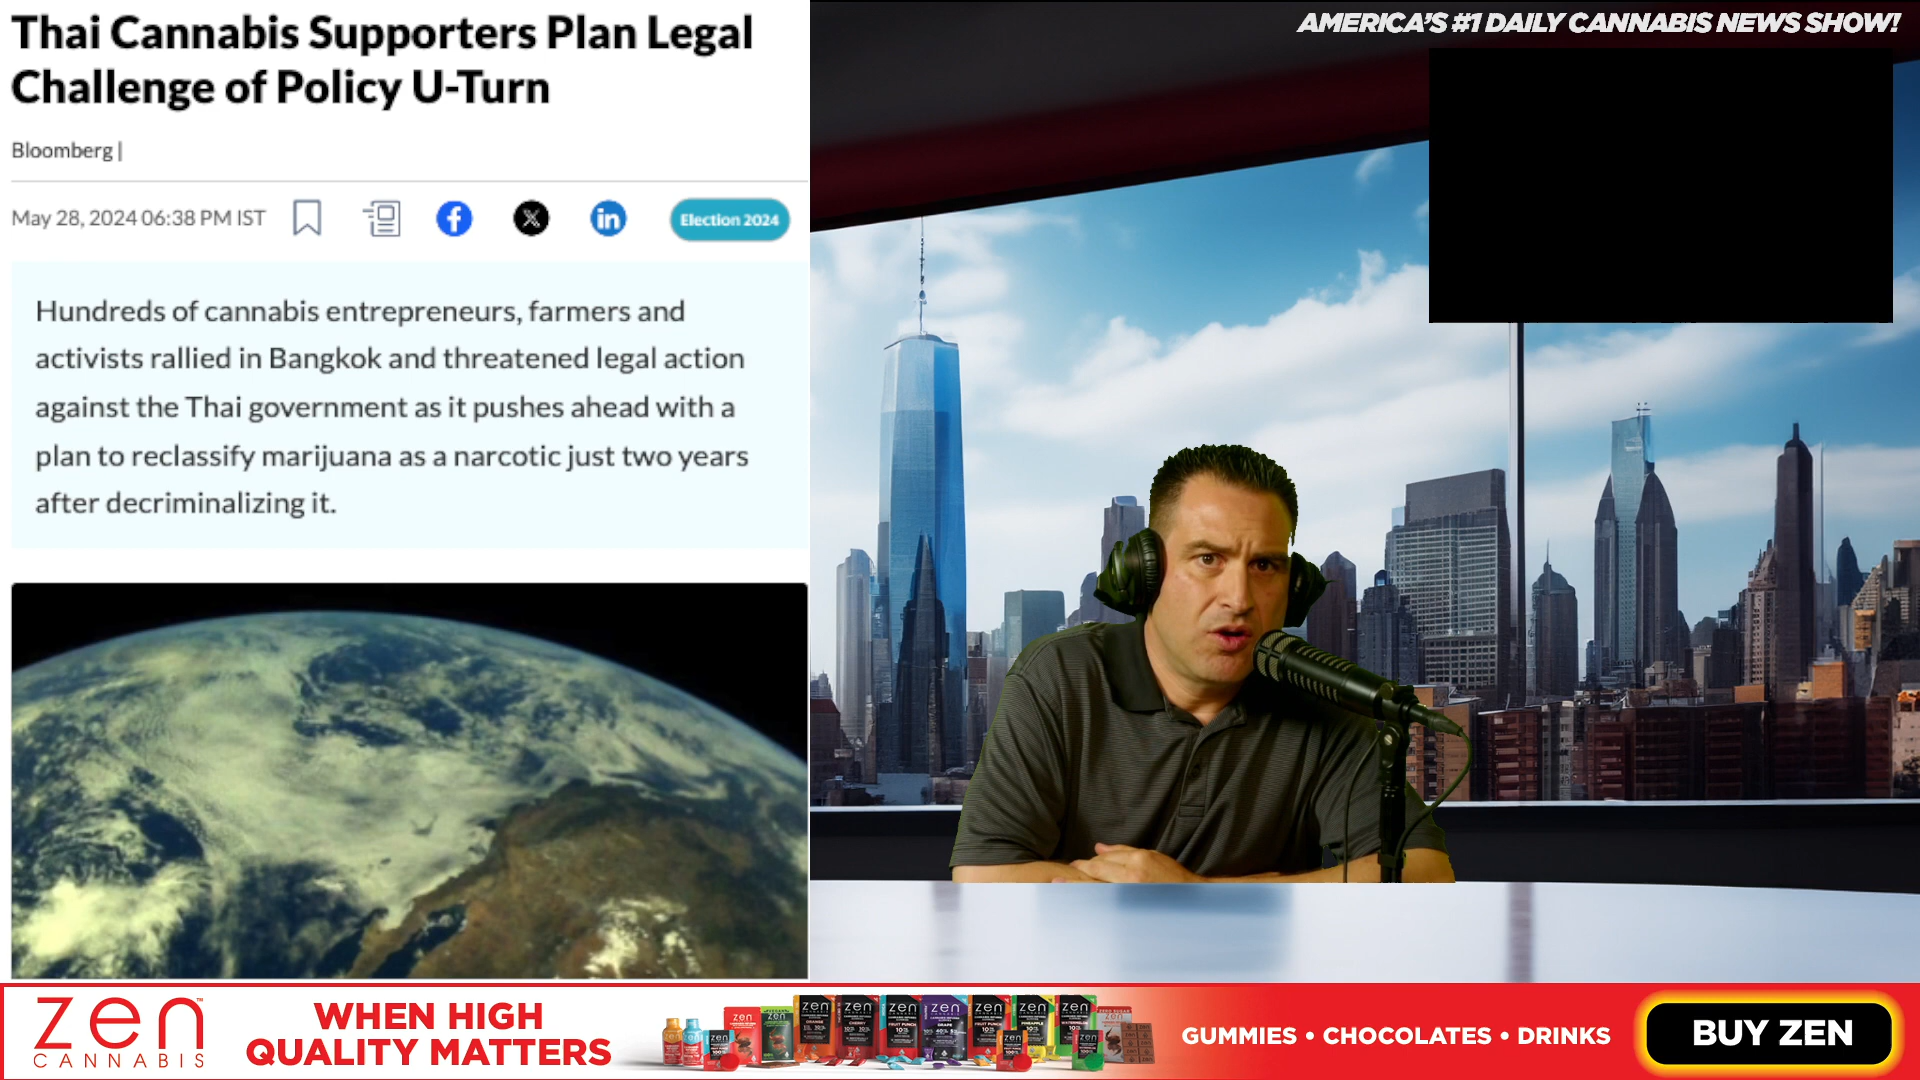 Thai Cannabis Supporters Plan Legal
Challenge of Policy U-Turn
Bloomberg |
May 28, 2024 06:38 PM IST
Election 2024
Hundreds of cannabis entrepreneurs, farmers and
activists rallied in Bangkok and threatened legal action
against the Thai government as it pushes ahead with a
plan to reclassify marijuana as a narcotic just two years
after decriminalizing it.
AMERICA'S #1 DAILY CANNABIS NEWS SHOW!
zen™
CANNABIS
WHEN HIGH
QUALITY MATTERS
GUMMIES • CHOCOLATES • DRINKS
BUY ZEN